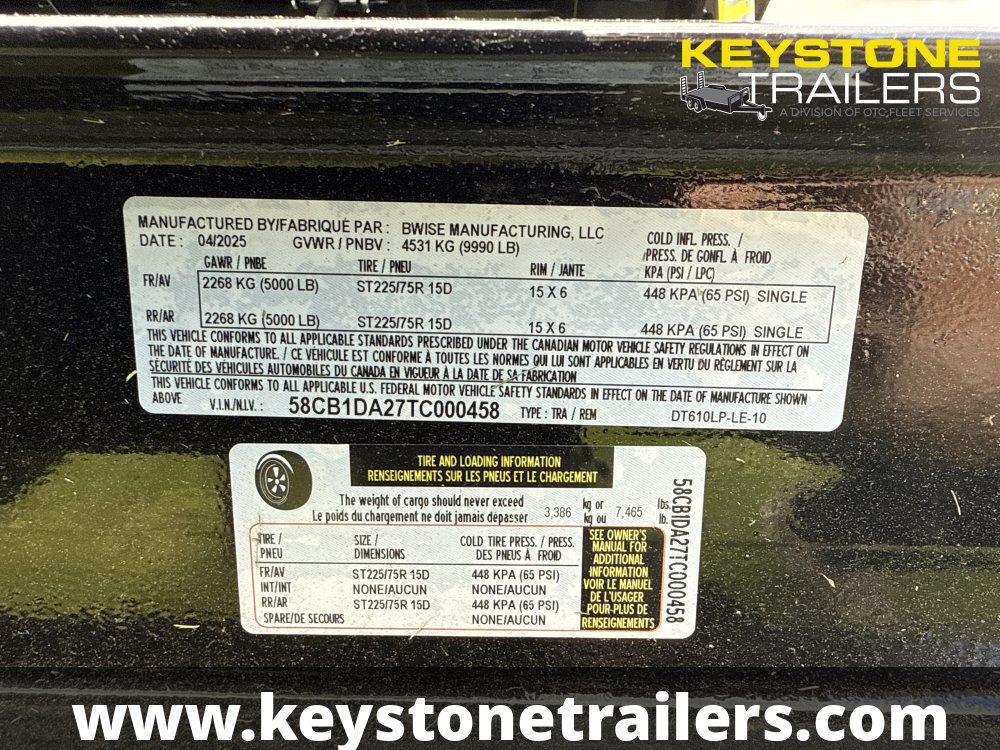 KEYSTONE
TRAILERS
A DIVISION OF OTC FLEET SERVICES
MANUFACTURED BY/FABRIQUÉ PAR : BWISE MANUFACTURING, LLC
DATE : 04/2025 GVWR / PNBV : 4531 KG (9990 LB)
COLD INFL. PRESS. /
/PRESS. DE GONFL. À FROID
GAWR / PNBE TIRE / PNEU RIM / JANTE KPA (PSI / LPC)
FR/AV 2268 KG (5000 LB) ST225/75R 15D 15 X 6 448 KPA (65 PSI) SINGLE
RR/AR 2268 KG (5000 LB) ST225/75R 15D 15 X 6 448 KPA (65 PSI) SINGLE
THIS VEHICLE CONFORMS TO ALL APPLICABLE STANDARDS PRESCRIBED UNDER THE CANADIAN MOTOR VEHICLE SAFETY REGULATIONS IN EFFECT ON
THE DATE OF MANUFACTURE. / CE VÉHICULE EST CONFORME À TOUTES LES NORMES QUI LUI SONT APPLICABLES EN VERTU DU RÈGLEMENT SUR LA
SÉCURITÉ DES VÉHICULES AUTOMOBILES DU CANADA EN VIGUEUR À LA DATE DE SA FABRICATION
THIS VEHICLE CONFORMS TO ALL APPLICABLE U.S. FEDERAL MOTOR VEHICLE SAFETY STANDARDS IN EFFECT ON THE DATE OF MANUFACTURE SHOWN
ABOVE V.I.N./N.I.V. : 58CB1DA27TC000458 TYPE : TRA / REM DT610LP-LE-10
TIRE AND LOADING INFORMATION
RENSEIGNEMENTS SUR LES PNEUS ET LE CHARGEMENT
The weight of cargo should never exceed 3,386 kg or 7,465 lbs.
Le poids du chargement ne doit jamais dépasser kg ou lb.
TIRE / SIZE / COLD TIRE PRESS. / PRESS.
PNEU DIMENSIONS DES PNEUS À FROID
FR/AV ST225/75R 15D 448 KPA (65 PSI)
INT/INT NONE/AUCUN NONE/AUCUN
RR/AR ST225/75R 15D 448 KPA (65 PSI)
SPARE/DE SECOURS NONE/AUCUN
SEE OWNER'S
MANUAL FOR
ADDITIONAL
INFORMATION
VOIR LE MANUEL
DE L'USAGER
POUR-PLUS DE
RENSEIGNEMENTS
58CB1DA27TC000458
www.keystonetrailers.com